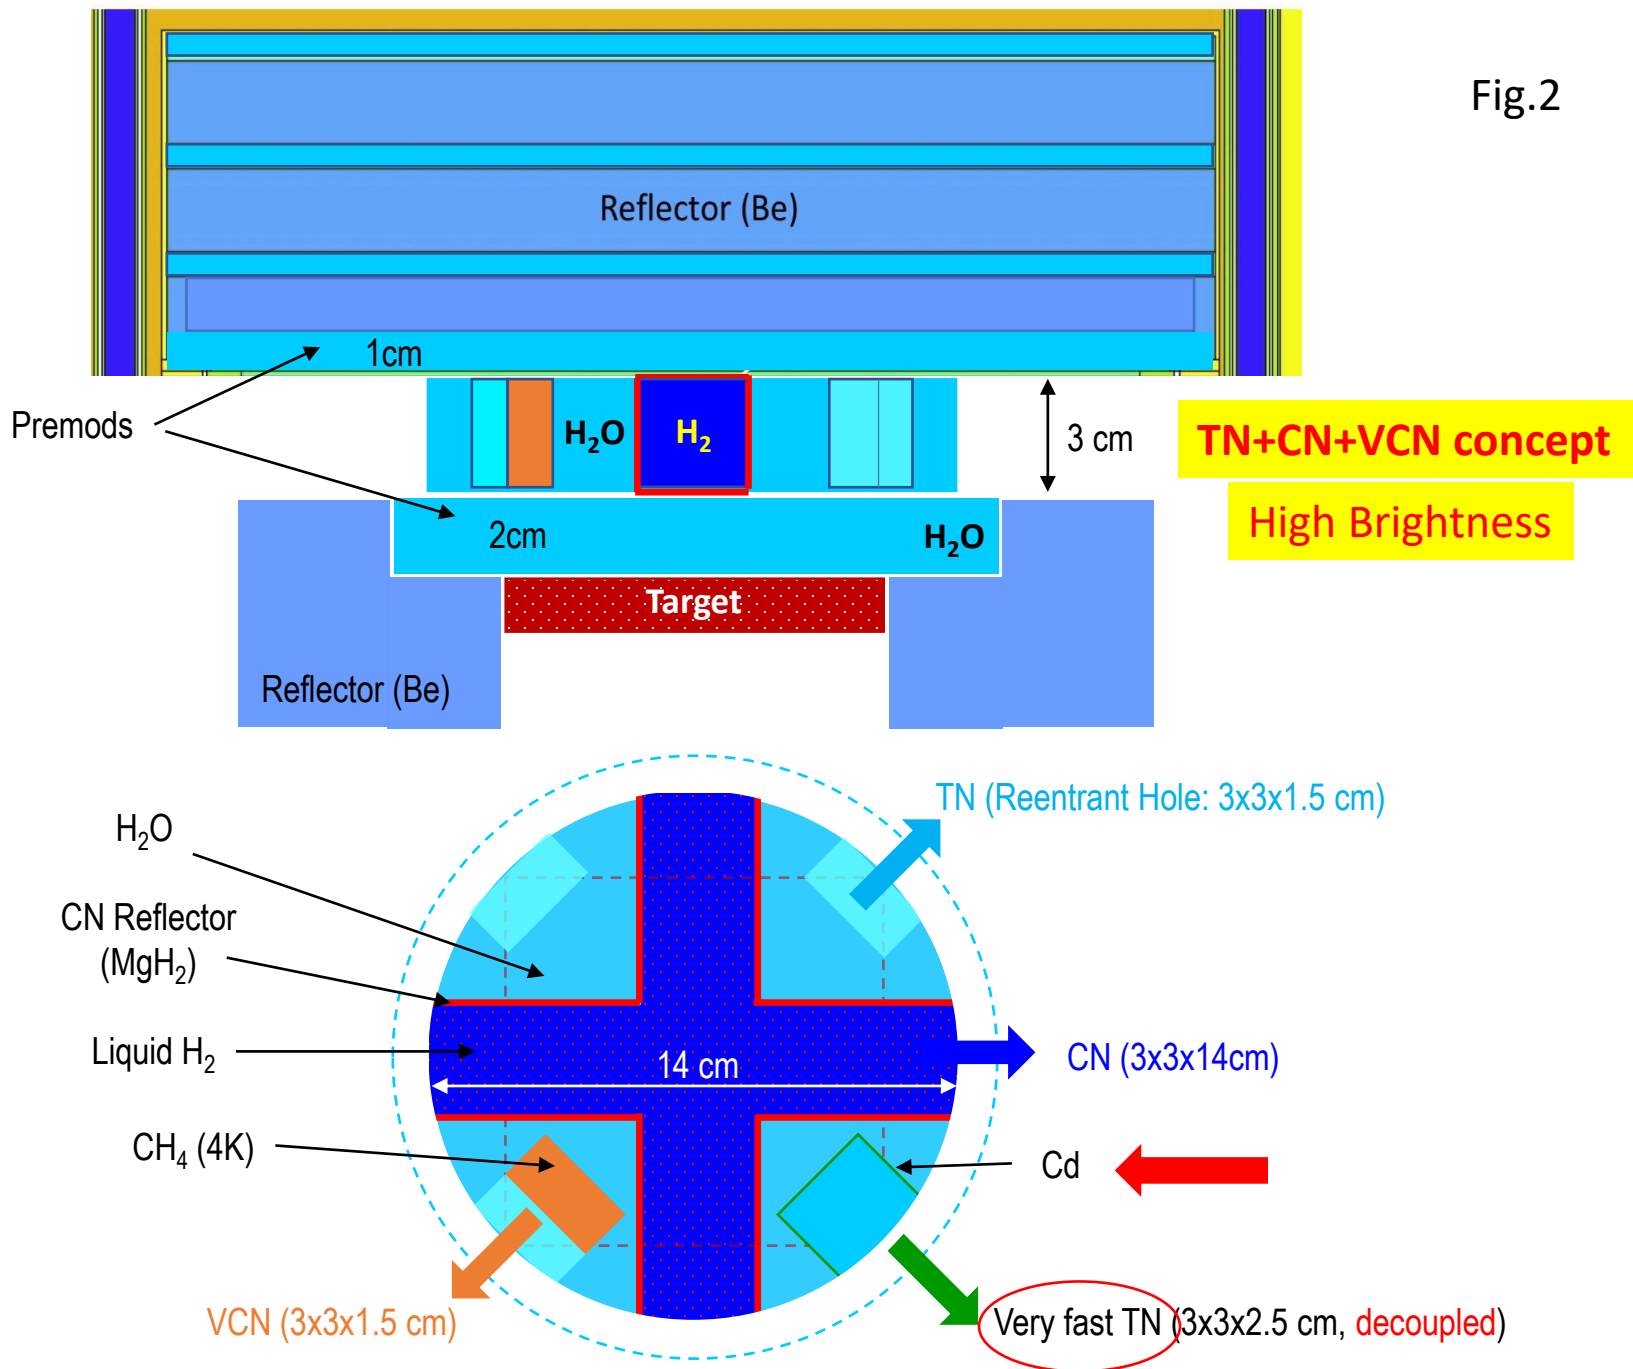 Fig.2
Reflector (Be)
1cm
Premods
H₂O
H₂
3 cm
TN+CN+VCN concept
High Brightness
2cm
H₂O
Target
Reflector (Be)
TN (Reentrant Hole: 3x3x1.5 cm)
H₂O
CN Reflector
(MgH₂)
Liquid H₂
14 cm
CN (3x3x14cm)
CH₄ (4K)
Cd
VCN (3x3x1.5 cm)
Very fast TN (3x3x2.5 cm, decoupled)